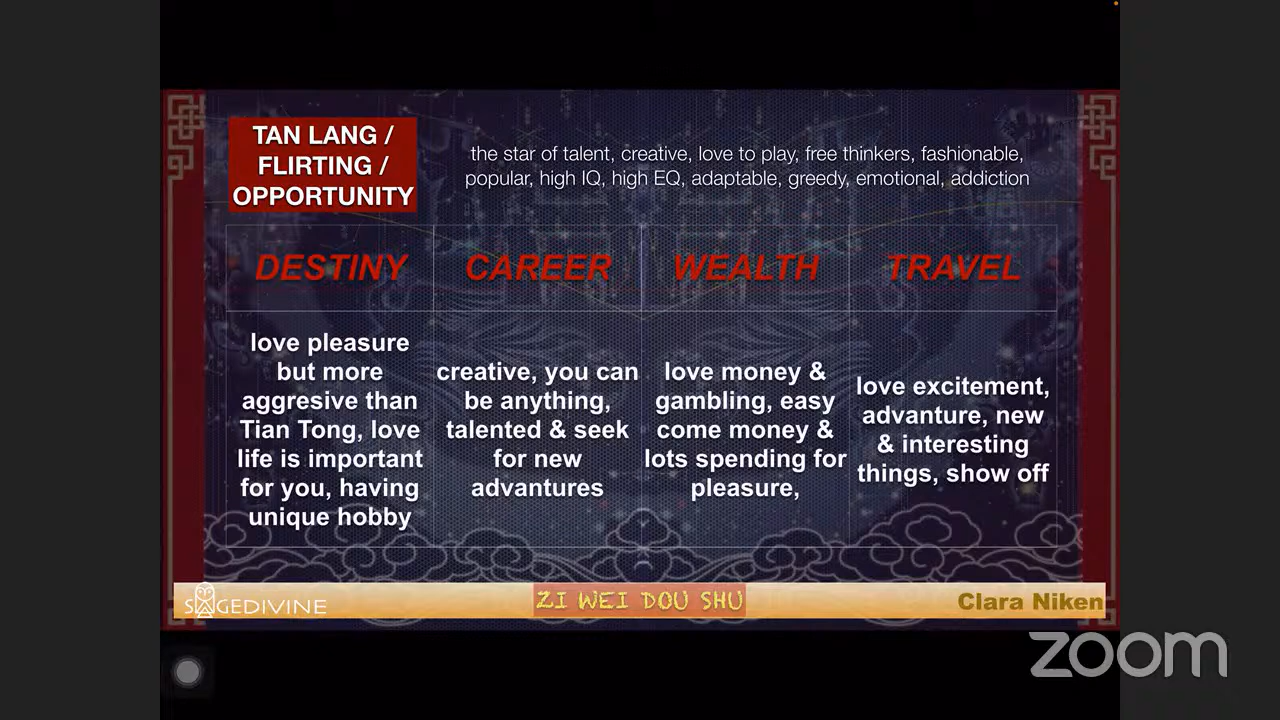 TAN LANG /
FLIRTING /
OPPORTUNITY
the star of talent, creative, love to play, free thinkers, fashionable,
popular, high IQ, high EQ, adaptable, greedy, emotional, addiction
DESTINY
CAREER
WEALTH
TRAVEL
love pleasure
but more
aggresive than
Tian Tong, love
life is important
for you, having
unique hobby
creative, you can
be anything,
talented & seek
for new
advantures
love money &
gambling, easy
come money &
lots spending for
pleasure,
love excitement,
advanture, new
& interesting
things, show off
SAGEDIVINE
ZI WEI DOU SHU
Clara Niken
zoom